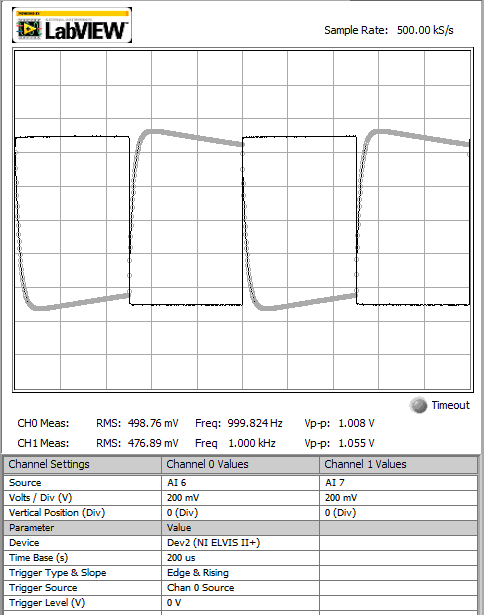 LabVIEW
Sample Rate: 500.00 kS/s
Timeout
CH0 Meas: RMS: 498.76 mV Freq: 999.824 Hz Vp-p: 1.008 V
CH1 Meas: RMS: 476.89 mV Freq 1.000 kHz Vp-p: 1.055 V
Channel Settings Channel 0 Values Channel 1 Values
Source AI 6 AI 7
Volts / Div (V) 200 mV 200 mV
Vertical Position (Div) 0 (Div) 0 (Div)
Parameter Value
Device Dev2 (NI ELVIS II+)
Time Base (s) 200 us
Trigger Type & Slope Edge & Rising
Trigger Source Chan 0 Source
Trigger Level (V) 0 V